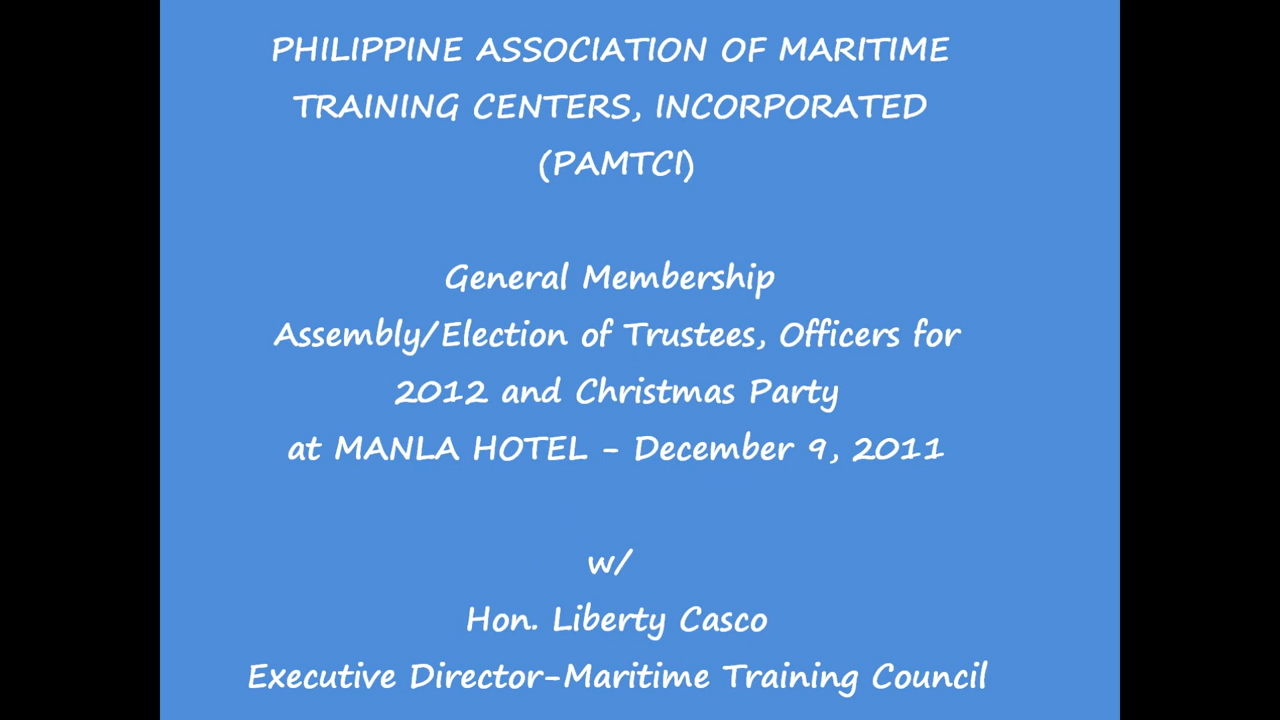 PHILIPPINE ASSOCIATION OF MARITIME
TRAINING CENTERS, INCORPORATED
(PAMTCI)
General Membership
Assembly/Election of Trustees, Officers for
2012 and Christmas Party
at MANLA HOTEL - December 9, 2011
w/
Hon. Liberty Casco
Executive Director-Maritime Training Council